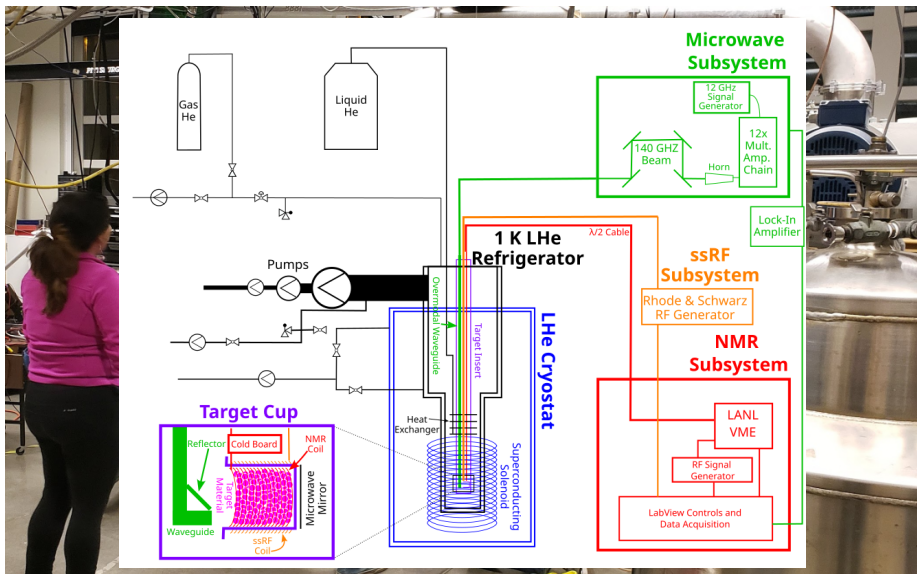 Microwave
Subsystem
12 GHz
Signal
Generator
Gas
He
Liquid
He
140 GHZ
Beam
Horn
12x
Mult.
Amp.
Chain
Lock-In
Amplifier
λ/2 Cable
1 K LHe
Refrigerator
ssRF
Subsystem
Pumps
Rhode & Schwarz
RF Generator
Overmodal Waveguide
Target Insert
LHe Cryostat
NMR
Subsystem
Target Cup
Heat
Exchanger
LANL
VME
Reflector
Cold Board
NMR
Coil
RF Signal
Generator
Target
Material
Microwave
Mirror
Superconducting
Solenoid
LabView Controls and
Data Acquisition
Waveguide
ssRF
Coil